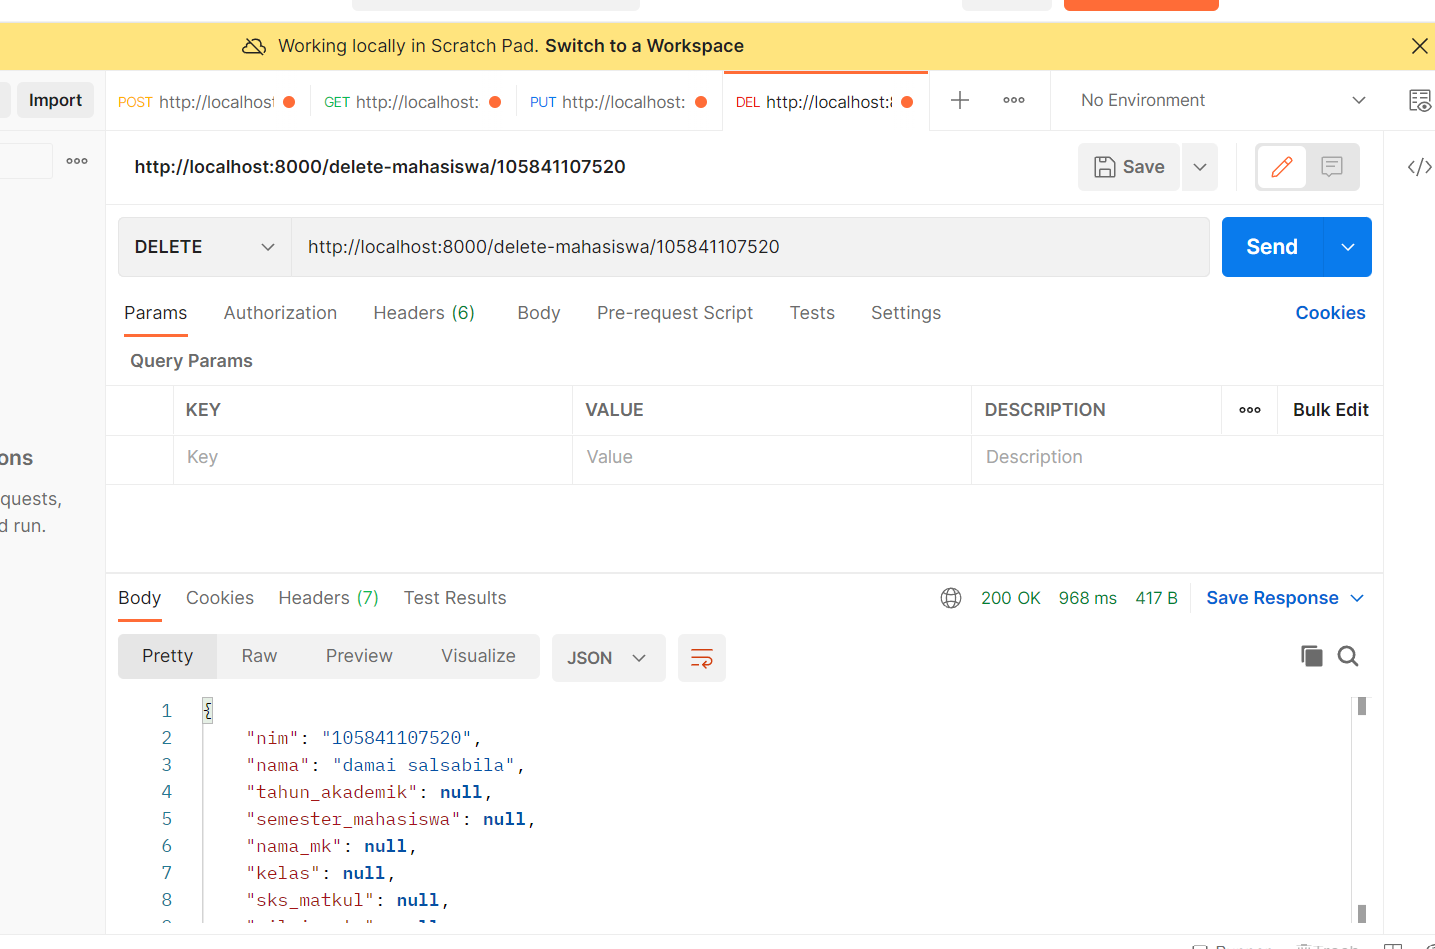 Working locally in Scratch Pad. Switch to a Workspace
Import
POST http://localhost
GET http://localhost:
PUT http://localhost:
DEL http://localhost:8
No Environment
http://localhost:8000/delete-mahasiswa/105841107520
Save
DELETE
http://localhost:8000/delete-mahasiswa/105841107520
Send
Params
Authorization
Headers (6)
Body
Pre-request Script
Tests
Settings
Cookies
Query Params
KEY
VALUE
DESCRIPTION
Bulk Edit
Key
Value
Description
ons
quests,
d run.
Body
Cookies
Headers (7)
Test Results
200 OK
968 ms
417 B
Save Response
Pretty
Raw
Preview
Visualize
JSON
1 {
2 "nim": "105841107520",
3 "nama": "damai salsabila",
4 "tahun_akademik": null,
5 "semester_mahasiswa": null,
6 "nama_mk": null,
7 "kelas": null,
8 "sks_matkul": null,